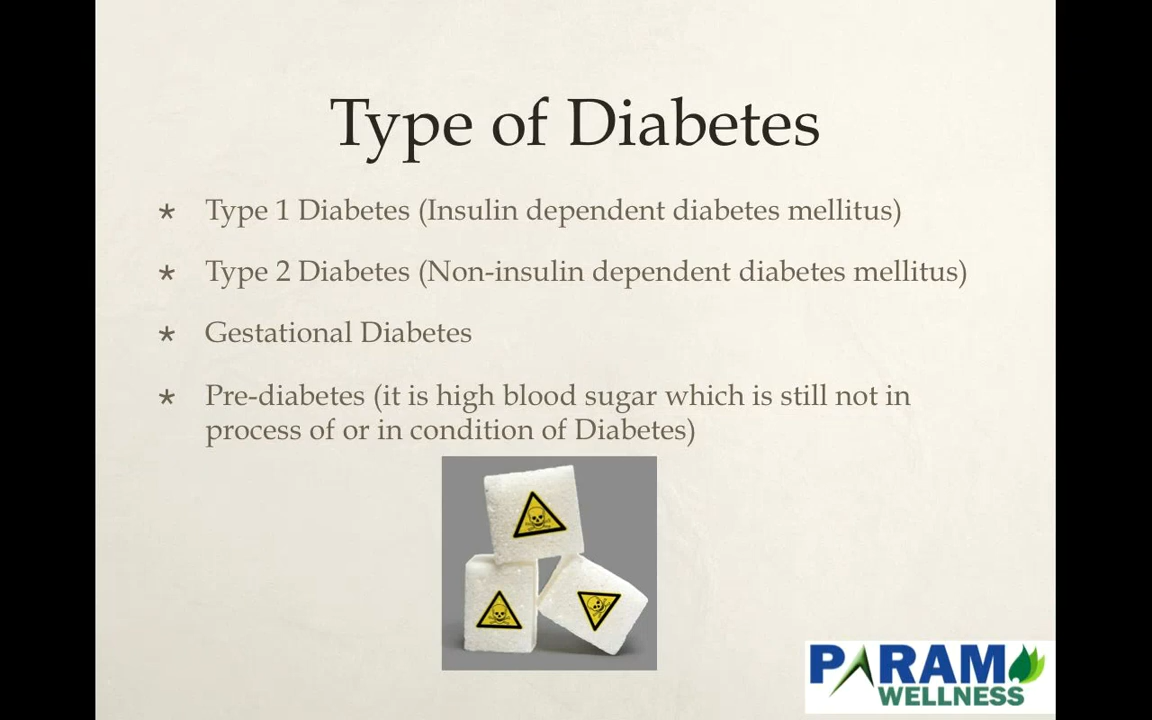 Type of Diabetes
* Type 1 Diabetes (Insulin dependent diabetes mellitus)
* Type 2 Diabetes (Non-insulin dependent diabetes mellitus)
* Gestational Diabetes
* Pre-diabetes (it is high blood sugar which is still not in
process of or in condition of Diabetes)
PARAM
WELLNESS